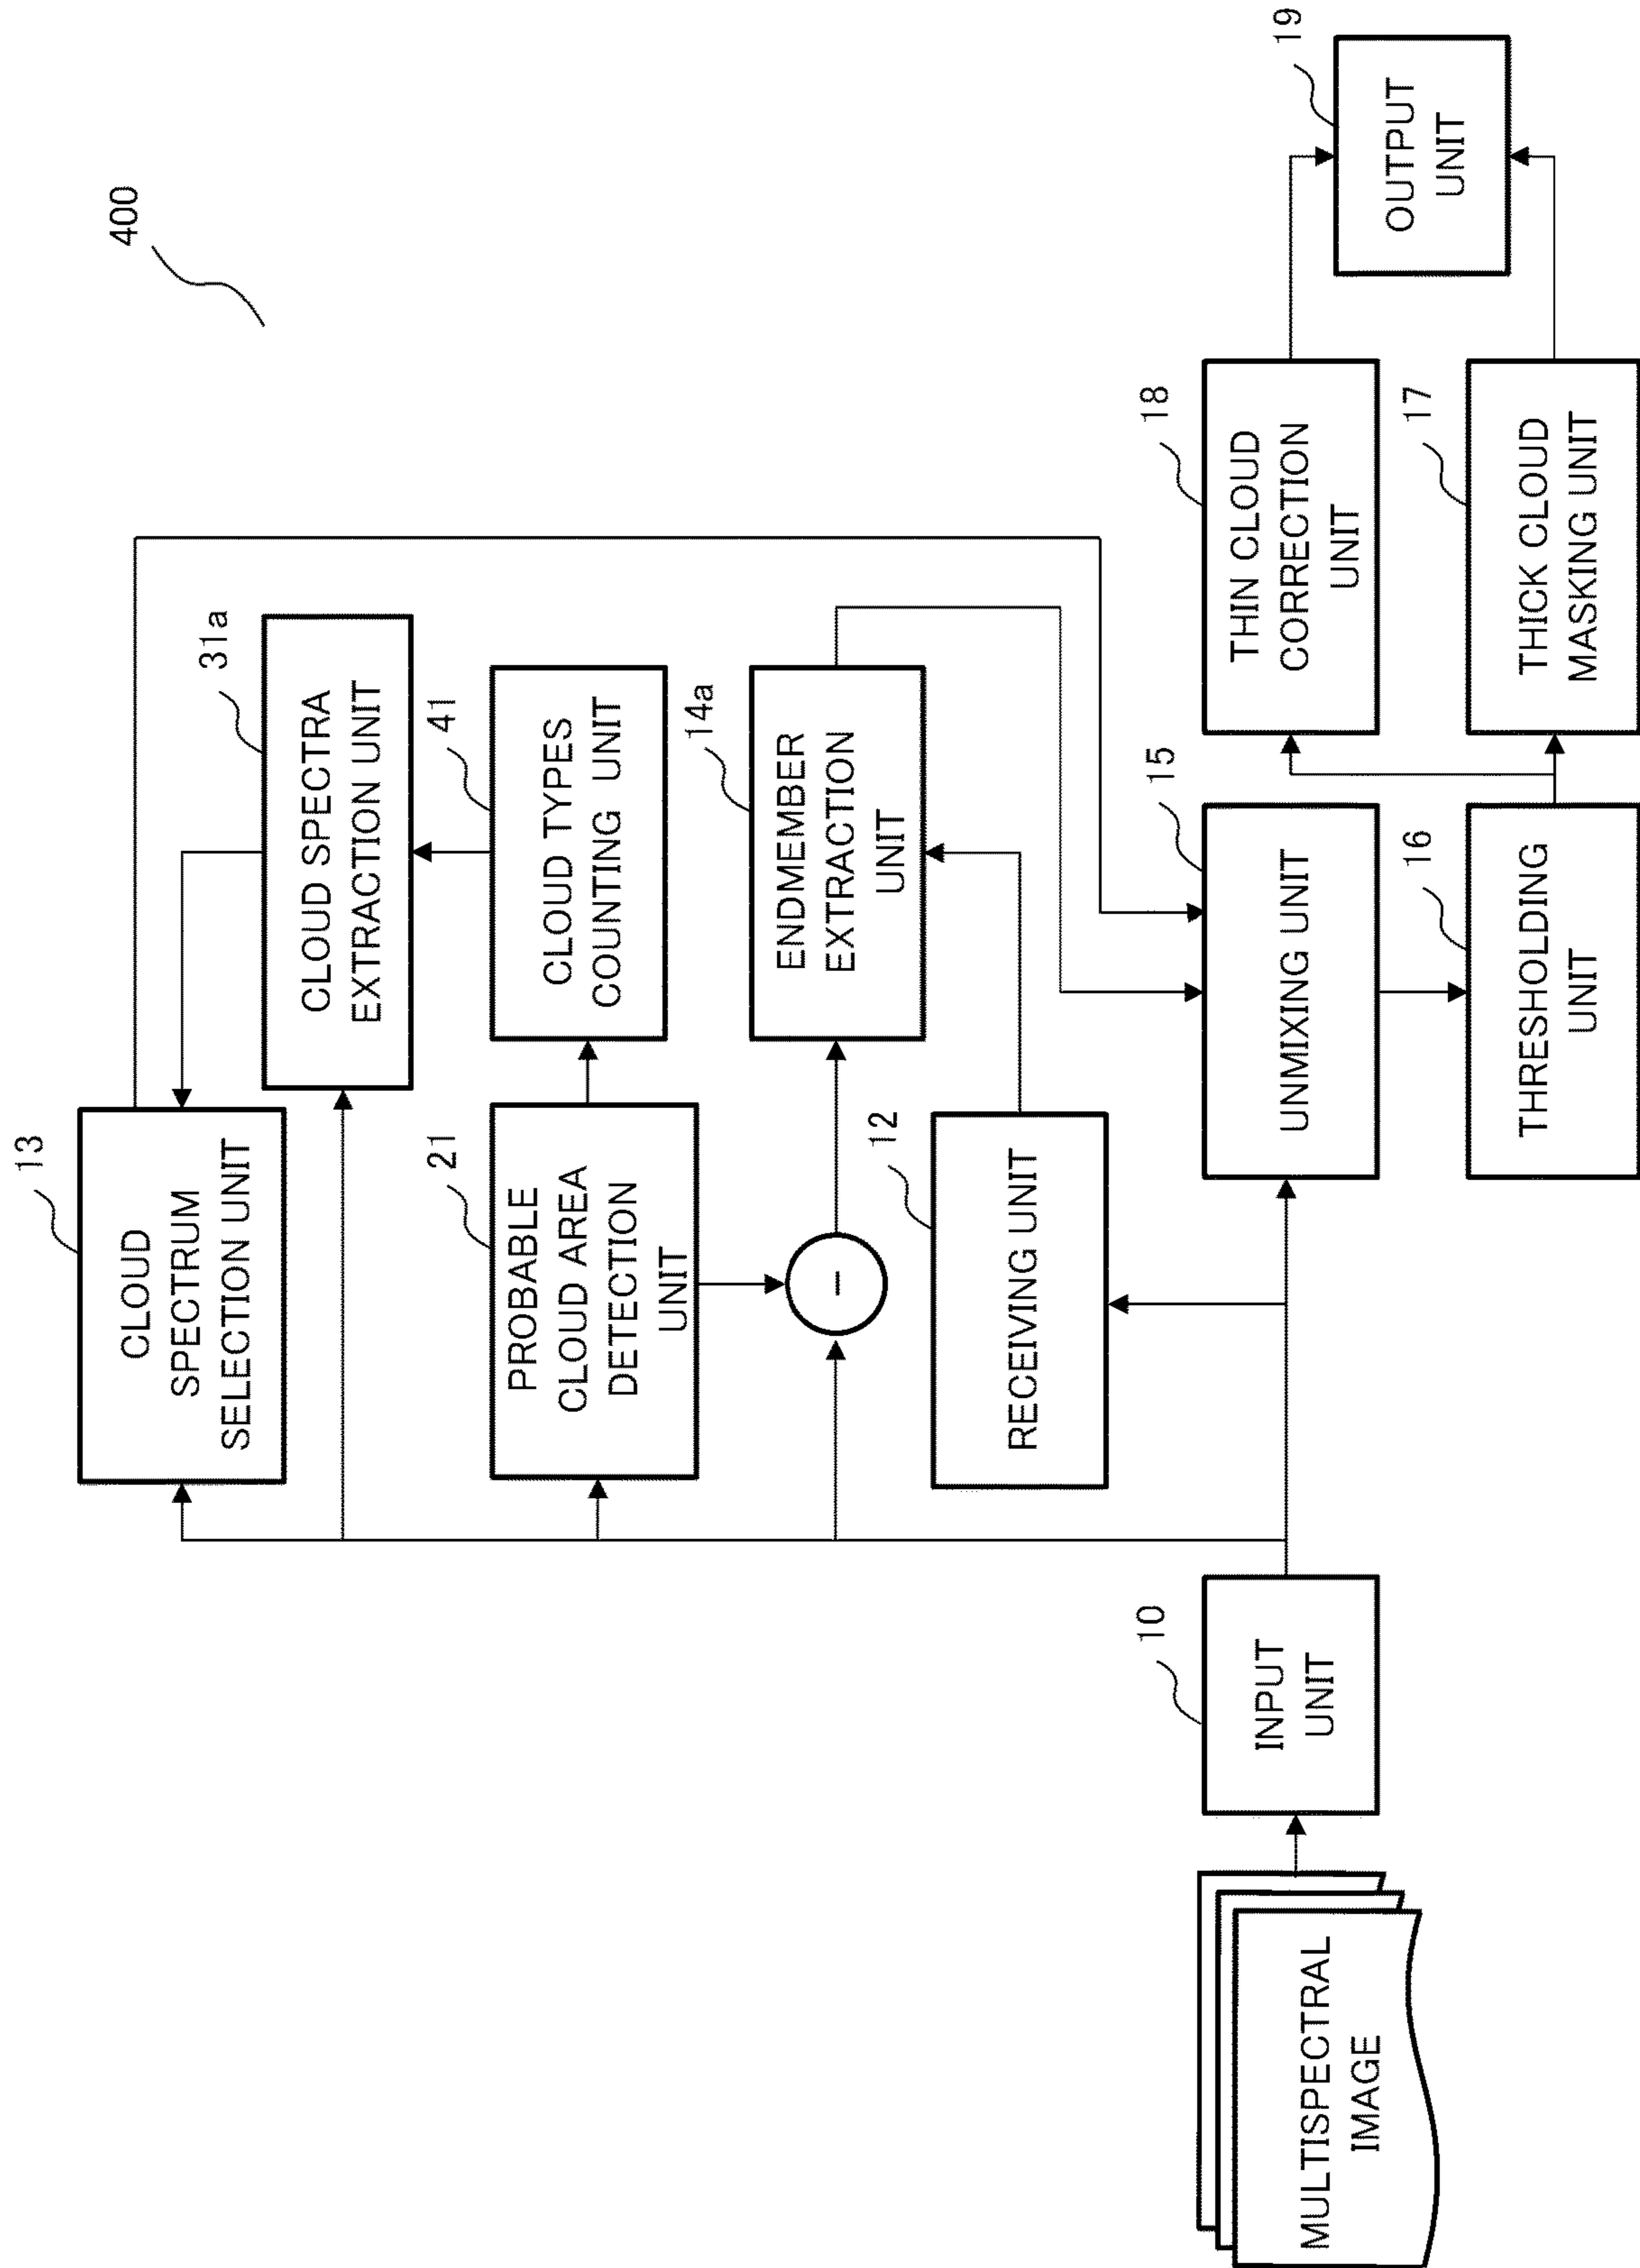 400
13
CLOUD
SPECTRUM
SELECTION UNIT
31a
CLOUD SPECTRA
EXTRACTION UNIT
21
PROBABLE
CLOUD AREA
DETECTION
UNIT
41
CLOUD TYPES
COUNTING UNIT
14a
ENDMEMBER
EXTRACTION
UNIT
-
12
RECEIVING UNIT
MULTISPECTRAL
IMAGE
10
INPUT
UNIT
15
UNMIXING UNIT
16
THRESHOLDING
UNIT
18
THIN CLOUD
CORRECTION
UNIT
17
THICK CLOUD
MASKING UNIT
19
OUTPUT
UNIT